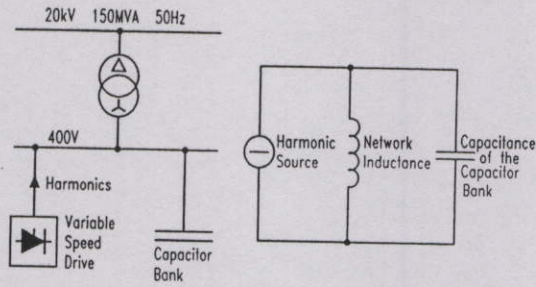 20kV 150MVA 50Hz
400V
Harmonics
Variable
Speed
Drive
Capacitor
Bank
Harmonic
Source
Network
Inductance
Capacitance
of the
Capacitor
Bank